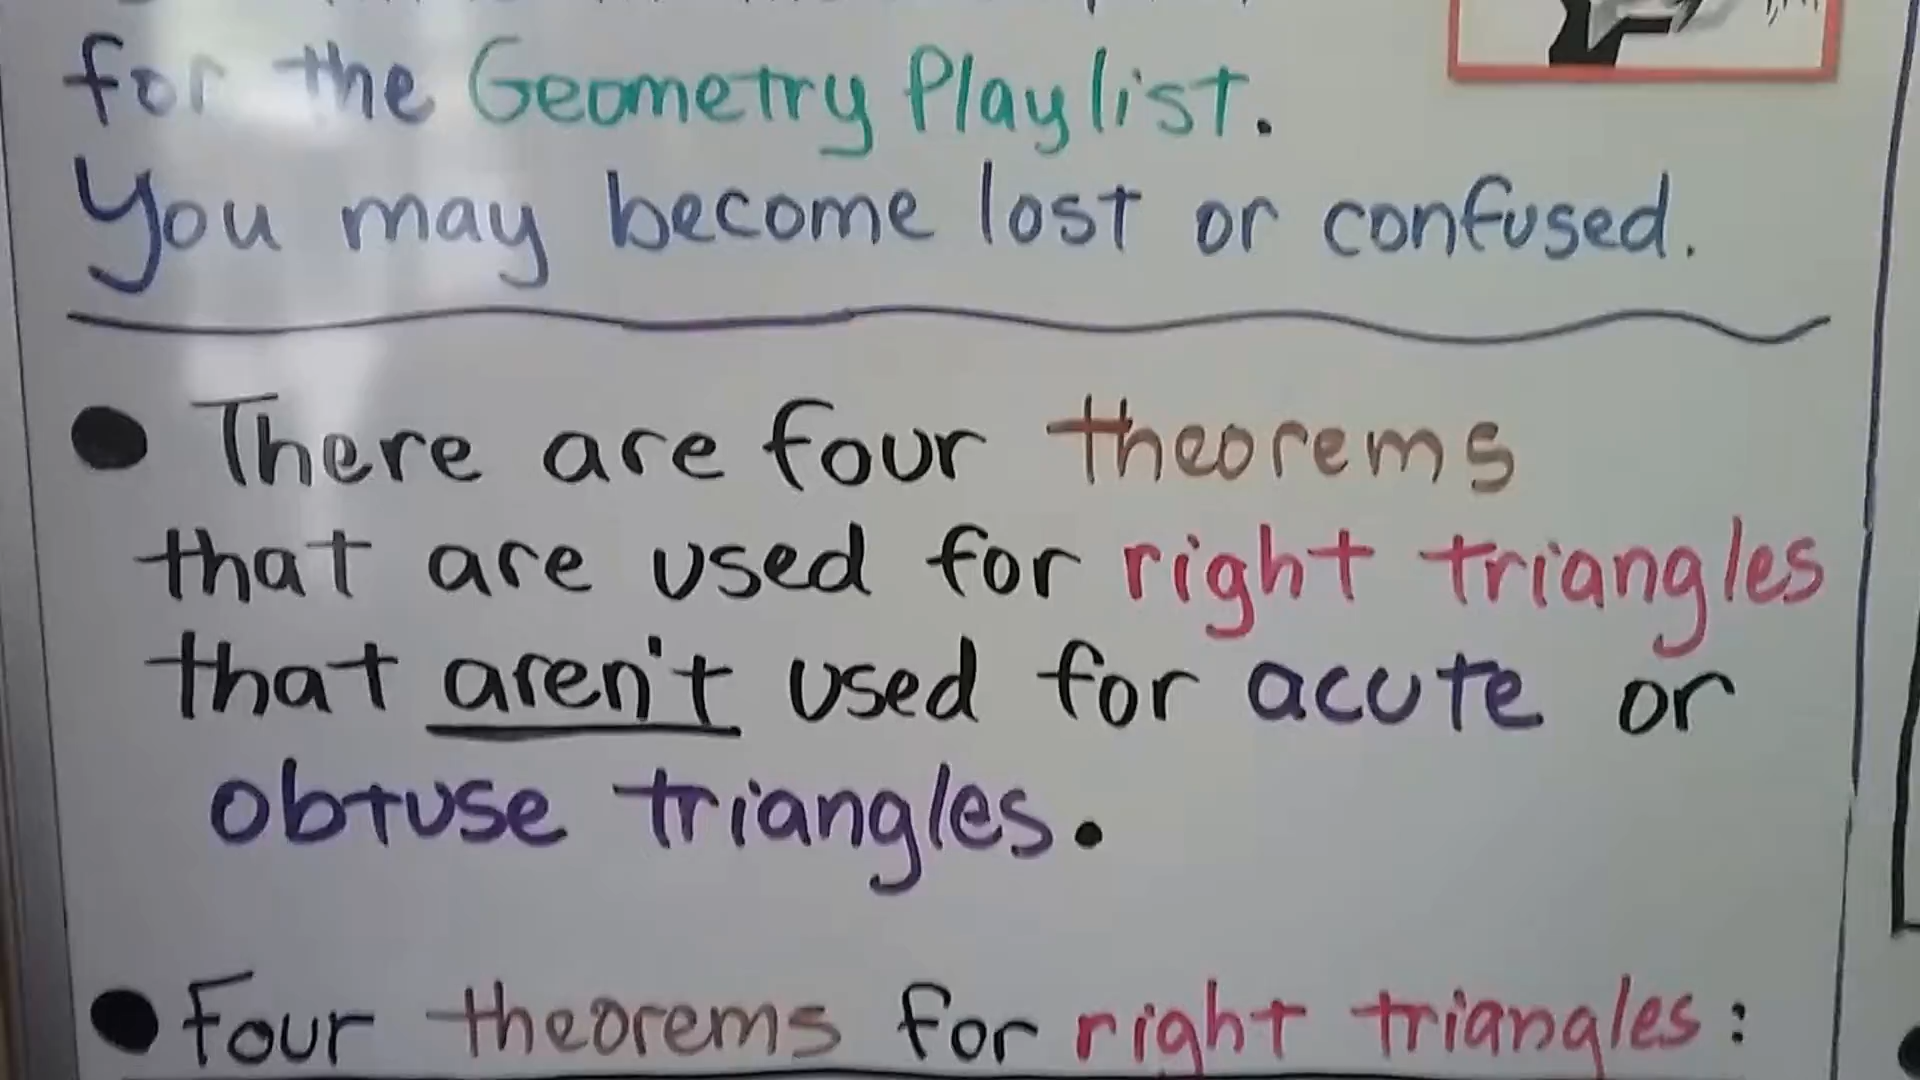 for the Geometry Playlist.
You may become lost or confused.
● There are four theorems
that are used for right triangles
that aren't used for acute or
obtuse triangles.
● Four theorems for right triangles: